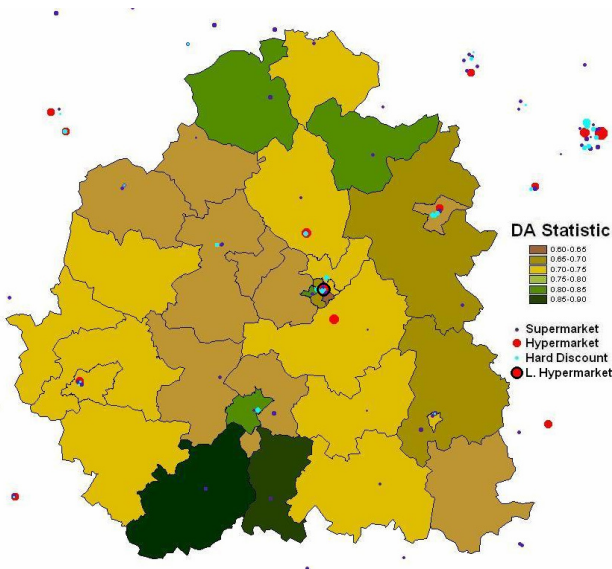 DA Statistic
0.60-0.65
0.65-0.70
0.70-0.75
0.75-0.80
0.80-0.85
0.85-0.90
Supermarket
Hypermarket
Hard Discount
L. Hypermarket